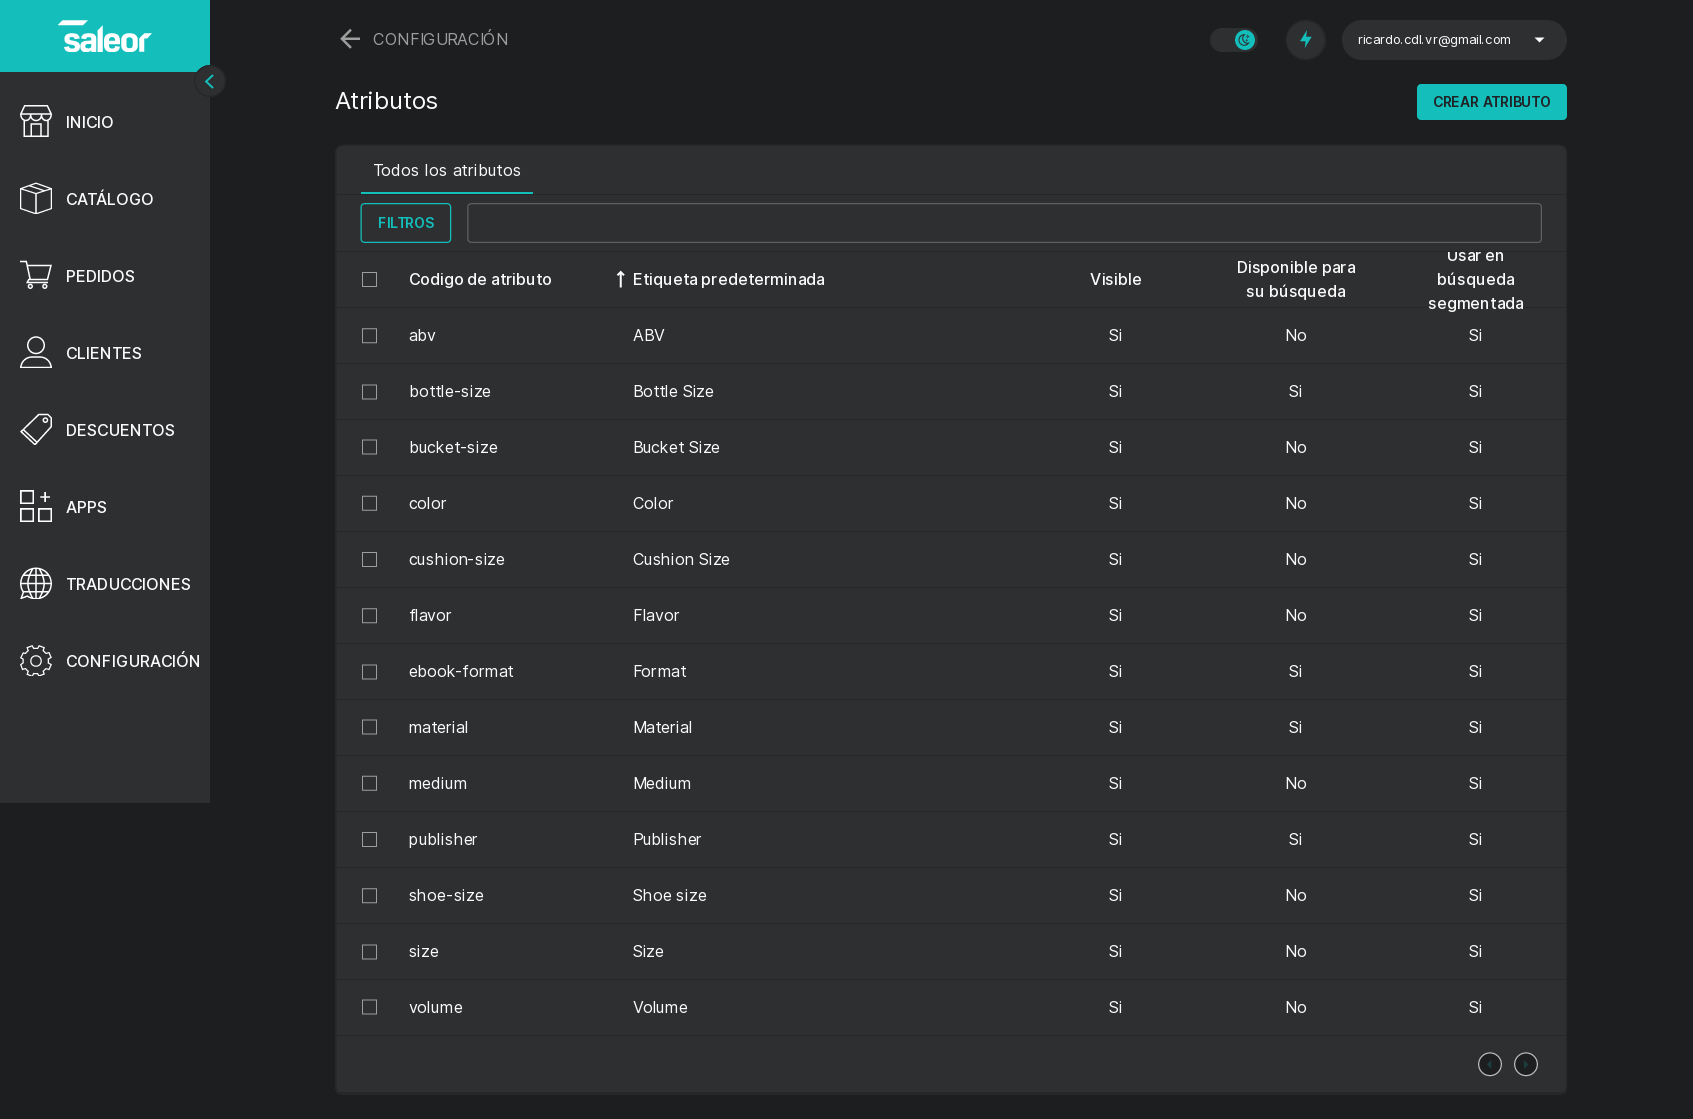 saleor
CONFIGURACIÓN
ricardo.cdl.vr@gmail.com
Atributos
CREAR ATRIBUTO
INICIO
CATÁLOGO
PEDIDOS
CLIENTES
DESCUENTOS
APPS
TRADUCCIONES
CONFIGURACIÓN
Todos los atributos
FILTROS
Codigo de atributo
Etiqueta predeterminada
Visible
Disponible para
su búsqueda
Usar en
búsqueda
segmentada
abv ABV Si No Si
bottle-size Bottle Size Si Si Si
bucket-size Bucket Size Si No Si
color Color Si No Si
cushion-size Cushion Size Si No Si
flavor Flavor Si No Si
ebook-format Format Si Si Si
material Material Si Si Si
medium Medium Si No Si
publisher Publisher Si Si Si
shoe-size Shoe size Si No Si
size Size Si No Si
volume Volume Si No Si